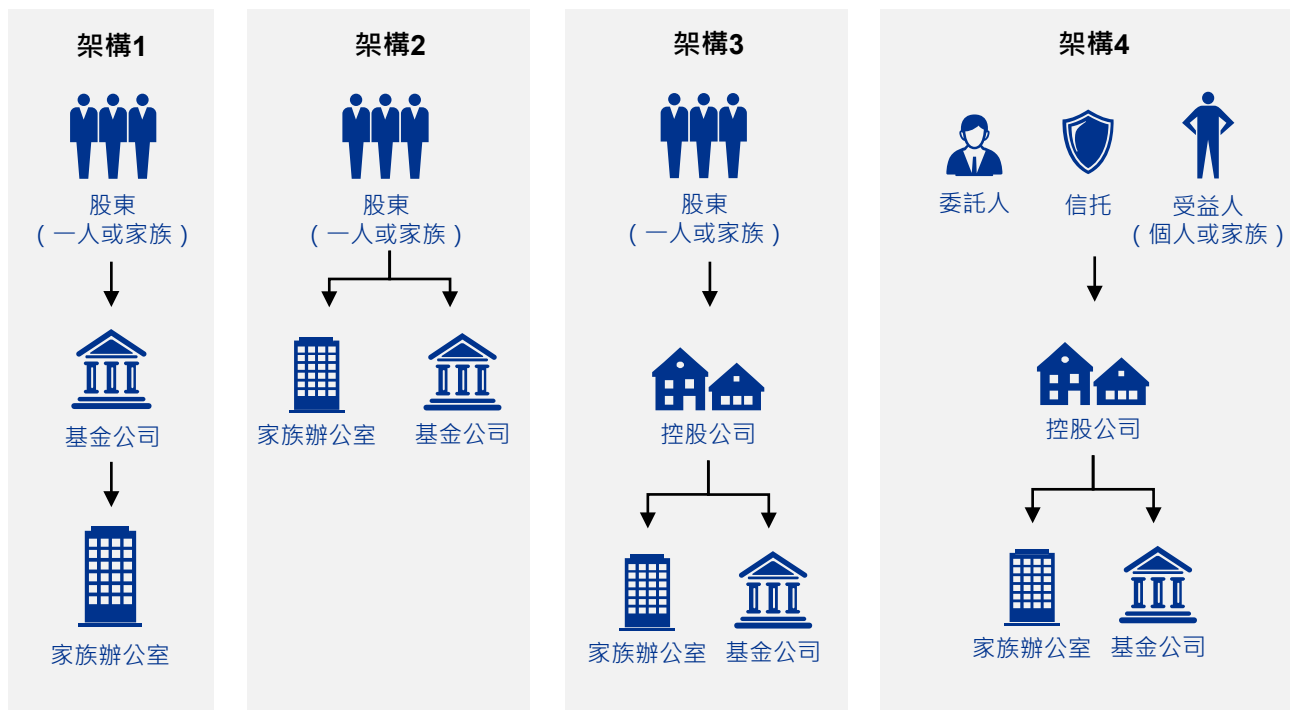 架構1
股東
（一人或家族）
基金公司
家族辦公室
架構2
股東
（一人或家族）
家族辦公室
基金公司
架構3
股東
（一人或家族）
控股公司
家族辦公室
基金公司
架構4
委託人
信托
受益人
（個人或家族）
控股公司
家族辦公室
基金公司